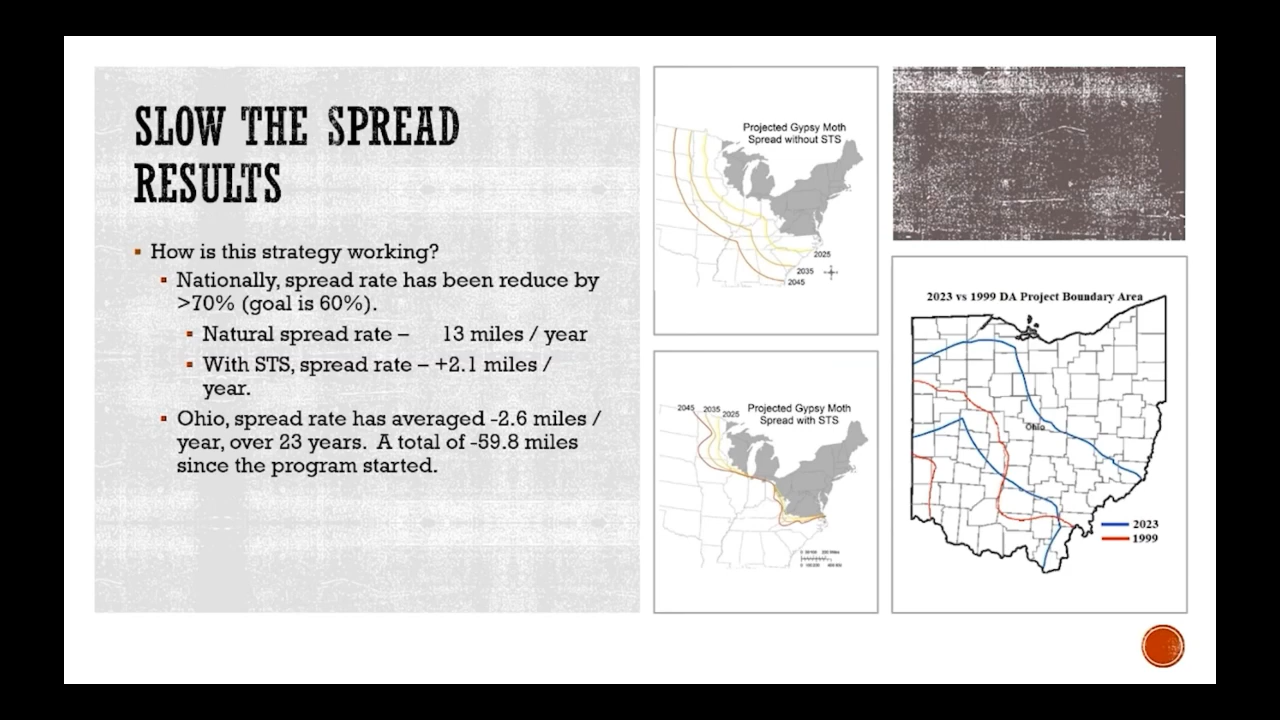 SLOW THE SPREAD
RESULTS
How is this strategy working?
Nationally, spread rate has been reduce by
>70% (goal is 60%).
Natural spread rate – 13 miles / year
With STS, spread rate – +2.1 miles /
year.
Ohio, spread rate has averaged -2.6 miles /
year, over 23 years. A total of -59.8 miles
since the program started.
Projected Gypsy Moth
Spread without STS
2025
2035
2045
2045 2035 2025
Projected Gypsy Moth
Spread with STS
2023 vs 1999 DA Project Boundary Area
Ohio
2023
1999